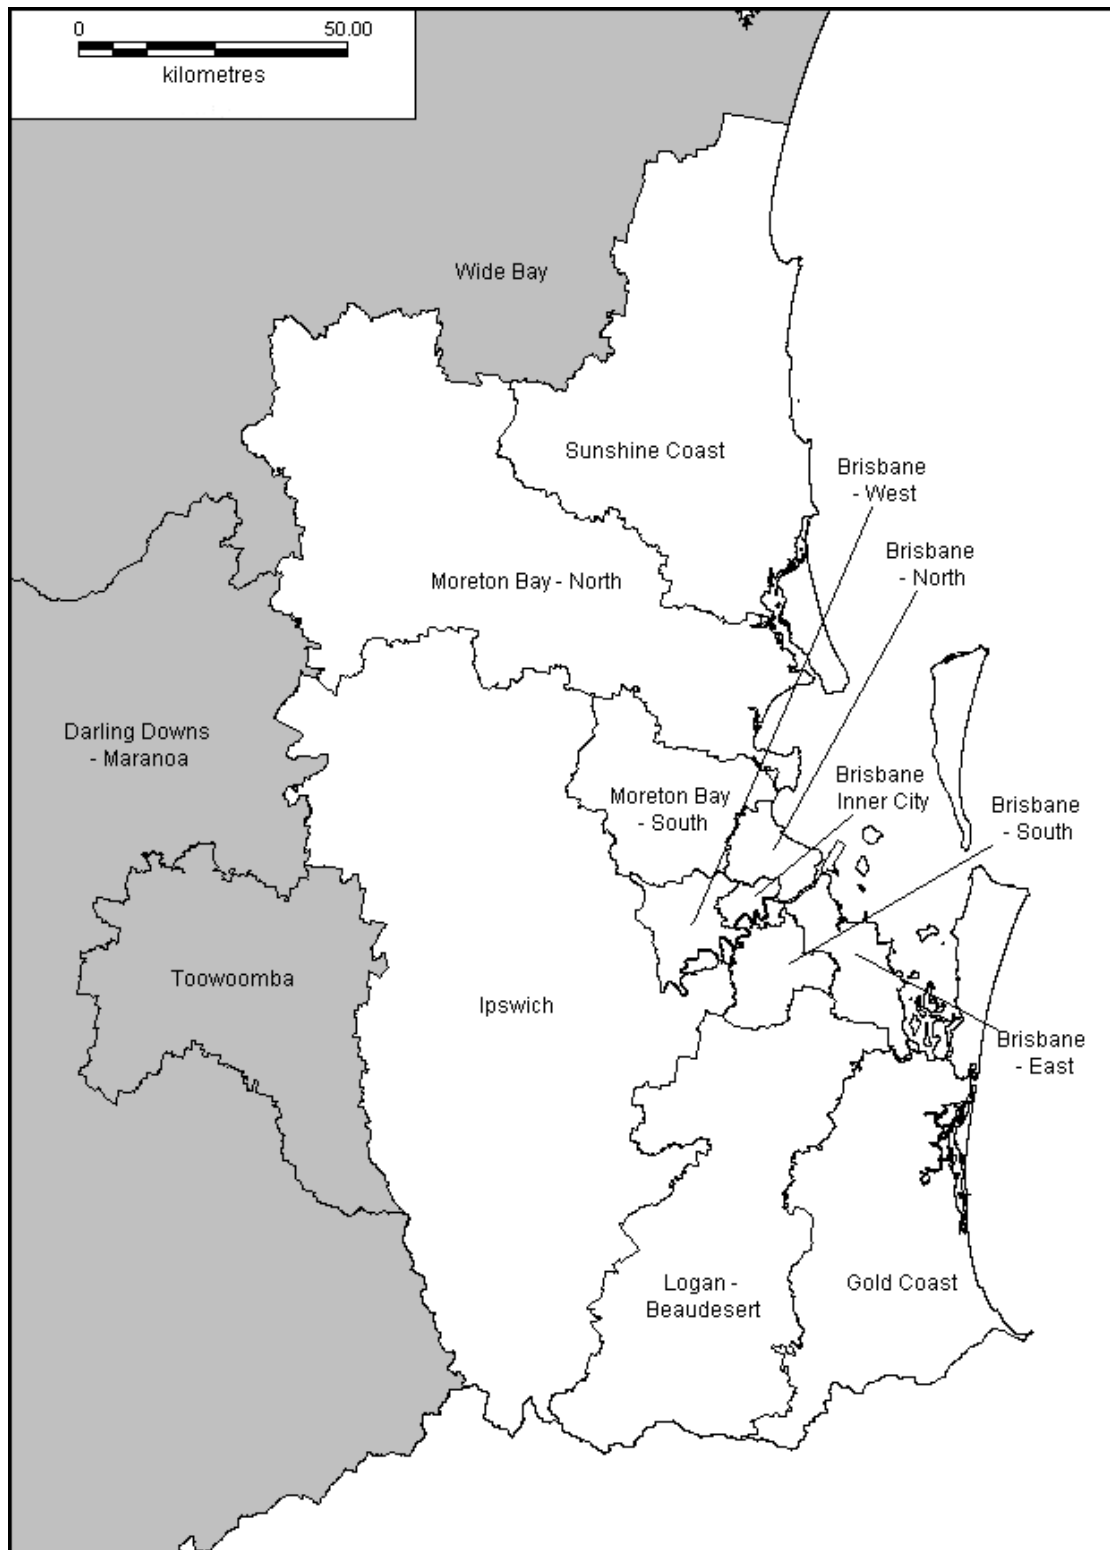 0 50.00
kilometres
Wide Bay
Sunshine Coast
Brisbane
- West
Brisbane
- North
Moreton Bay - North
Darling Downs
- Maranoa
Moreton Bay
- South
Brisbane
Inner City
Brisbane
- South
Toowoomba
Ipswich
Brisbane
- East
Logan -
Beaudesert
Gold Coast